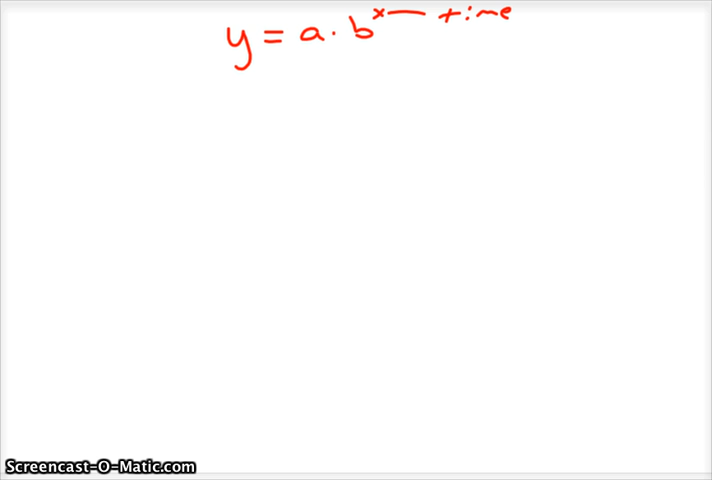 y = a · b^x — time
Screencast-O-Matic.com